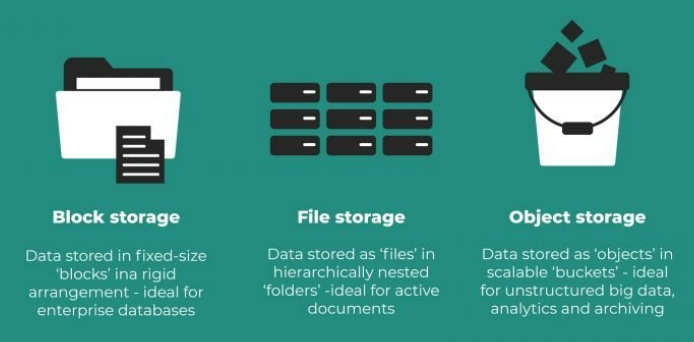 Block storage
Data stored in fixed-size
‘blocks’ ina rigid
arrangement - ideal for
enterprise databases
File storage
Data stored as ‘files’ in
hierarchically nested
‘folders’ -ideal for active
documents
Object storage
Data stored as ‘objects’ in
scalable ‘buckets’ - ideal
for unstructured big data,
analytics and archiving